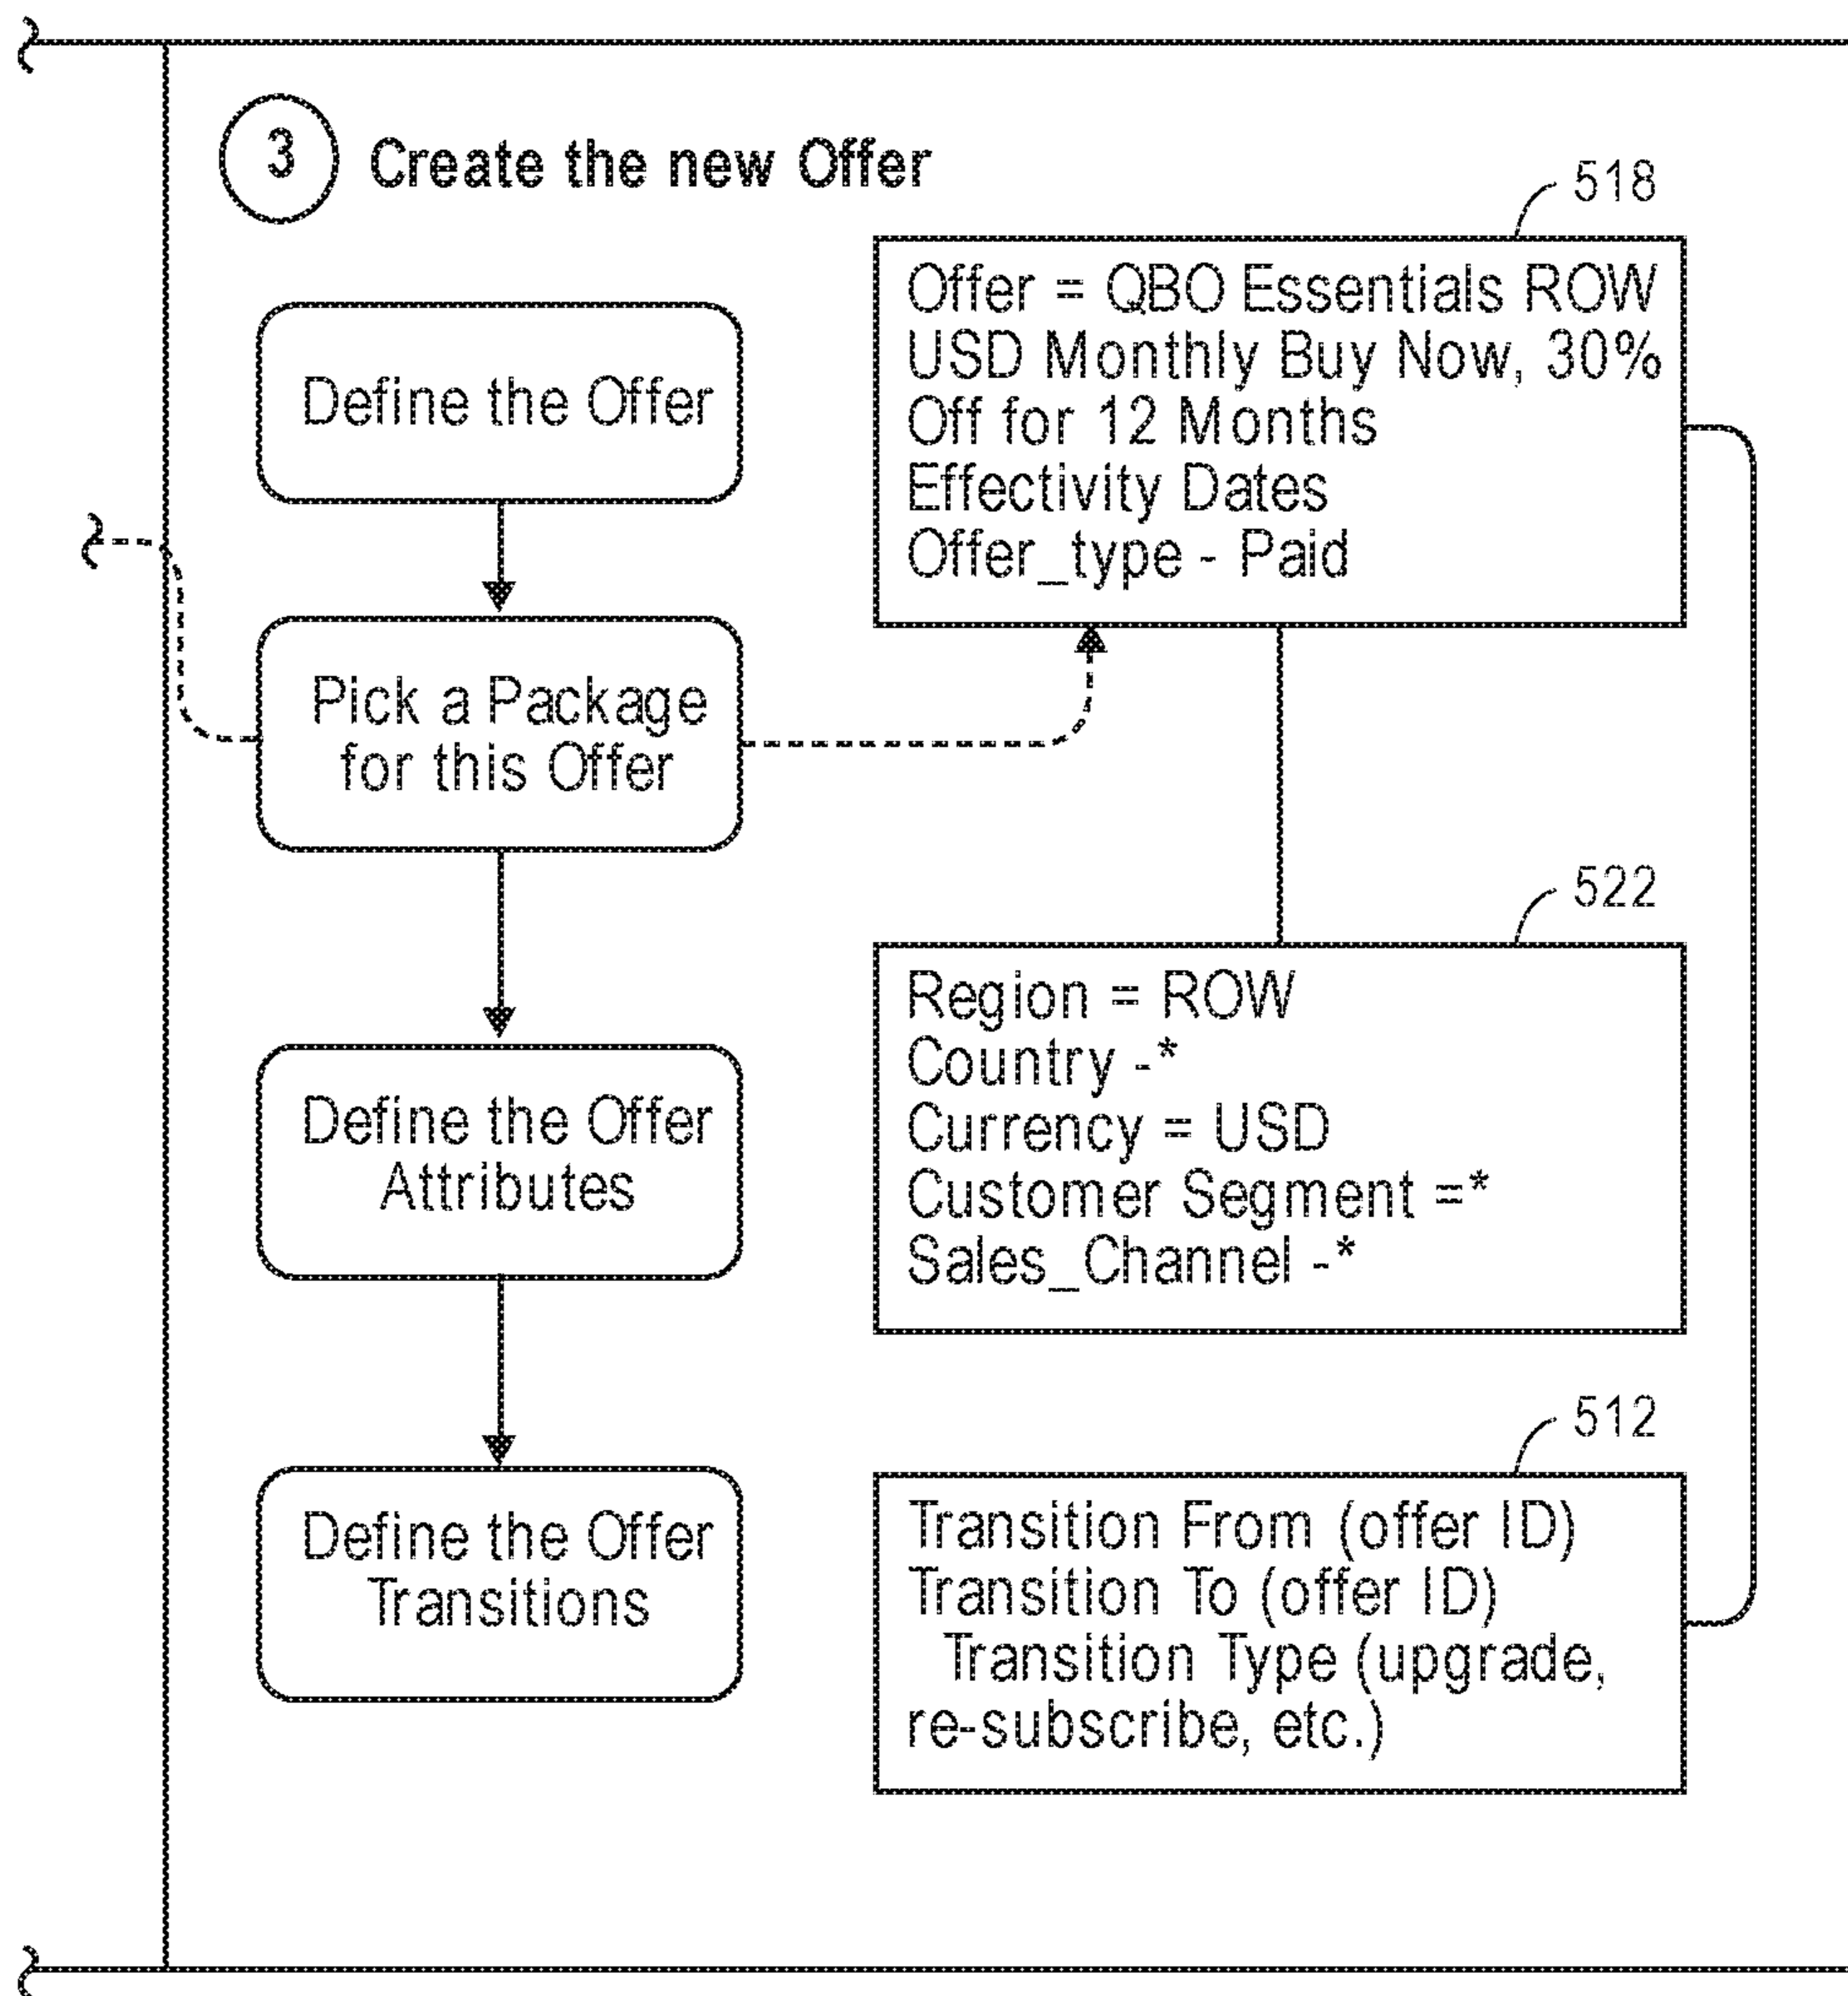 3 Create the new Offer
Define the Offer
Pick a Package
for this Offer
Define the Offer
Attributes
Define the Offer
Transitions
518
Offer = QBO Essentials ROW
USD Monthly Buy Now, 30%
Off for 12 Months
Effectivity Dates
Offer_type - Paid
522
Region = ROW
Country -*
Currency = USD
Customer Segment =*
Sales_Channel -*
512
Transition From (offer ID)
Transition To (offer ID)
Transition Type (upgrade,
re-subscribe, etc.)